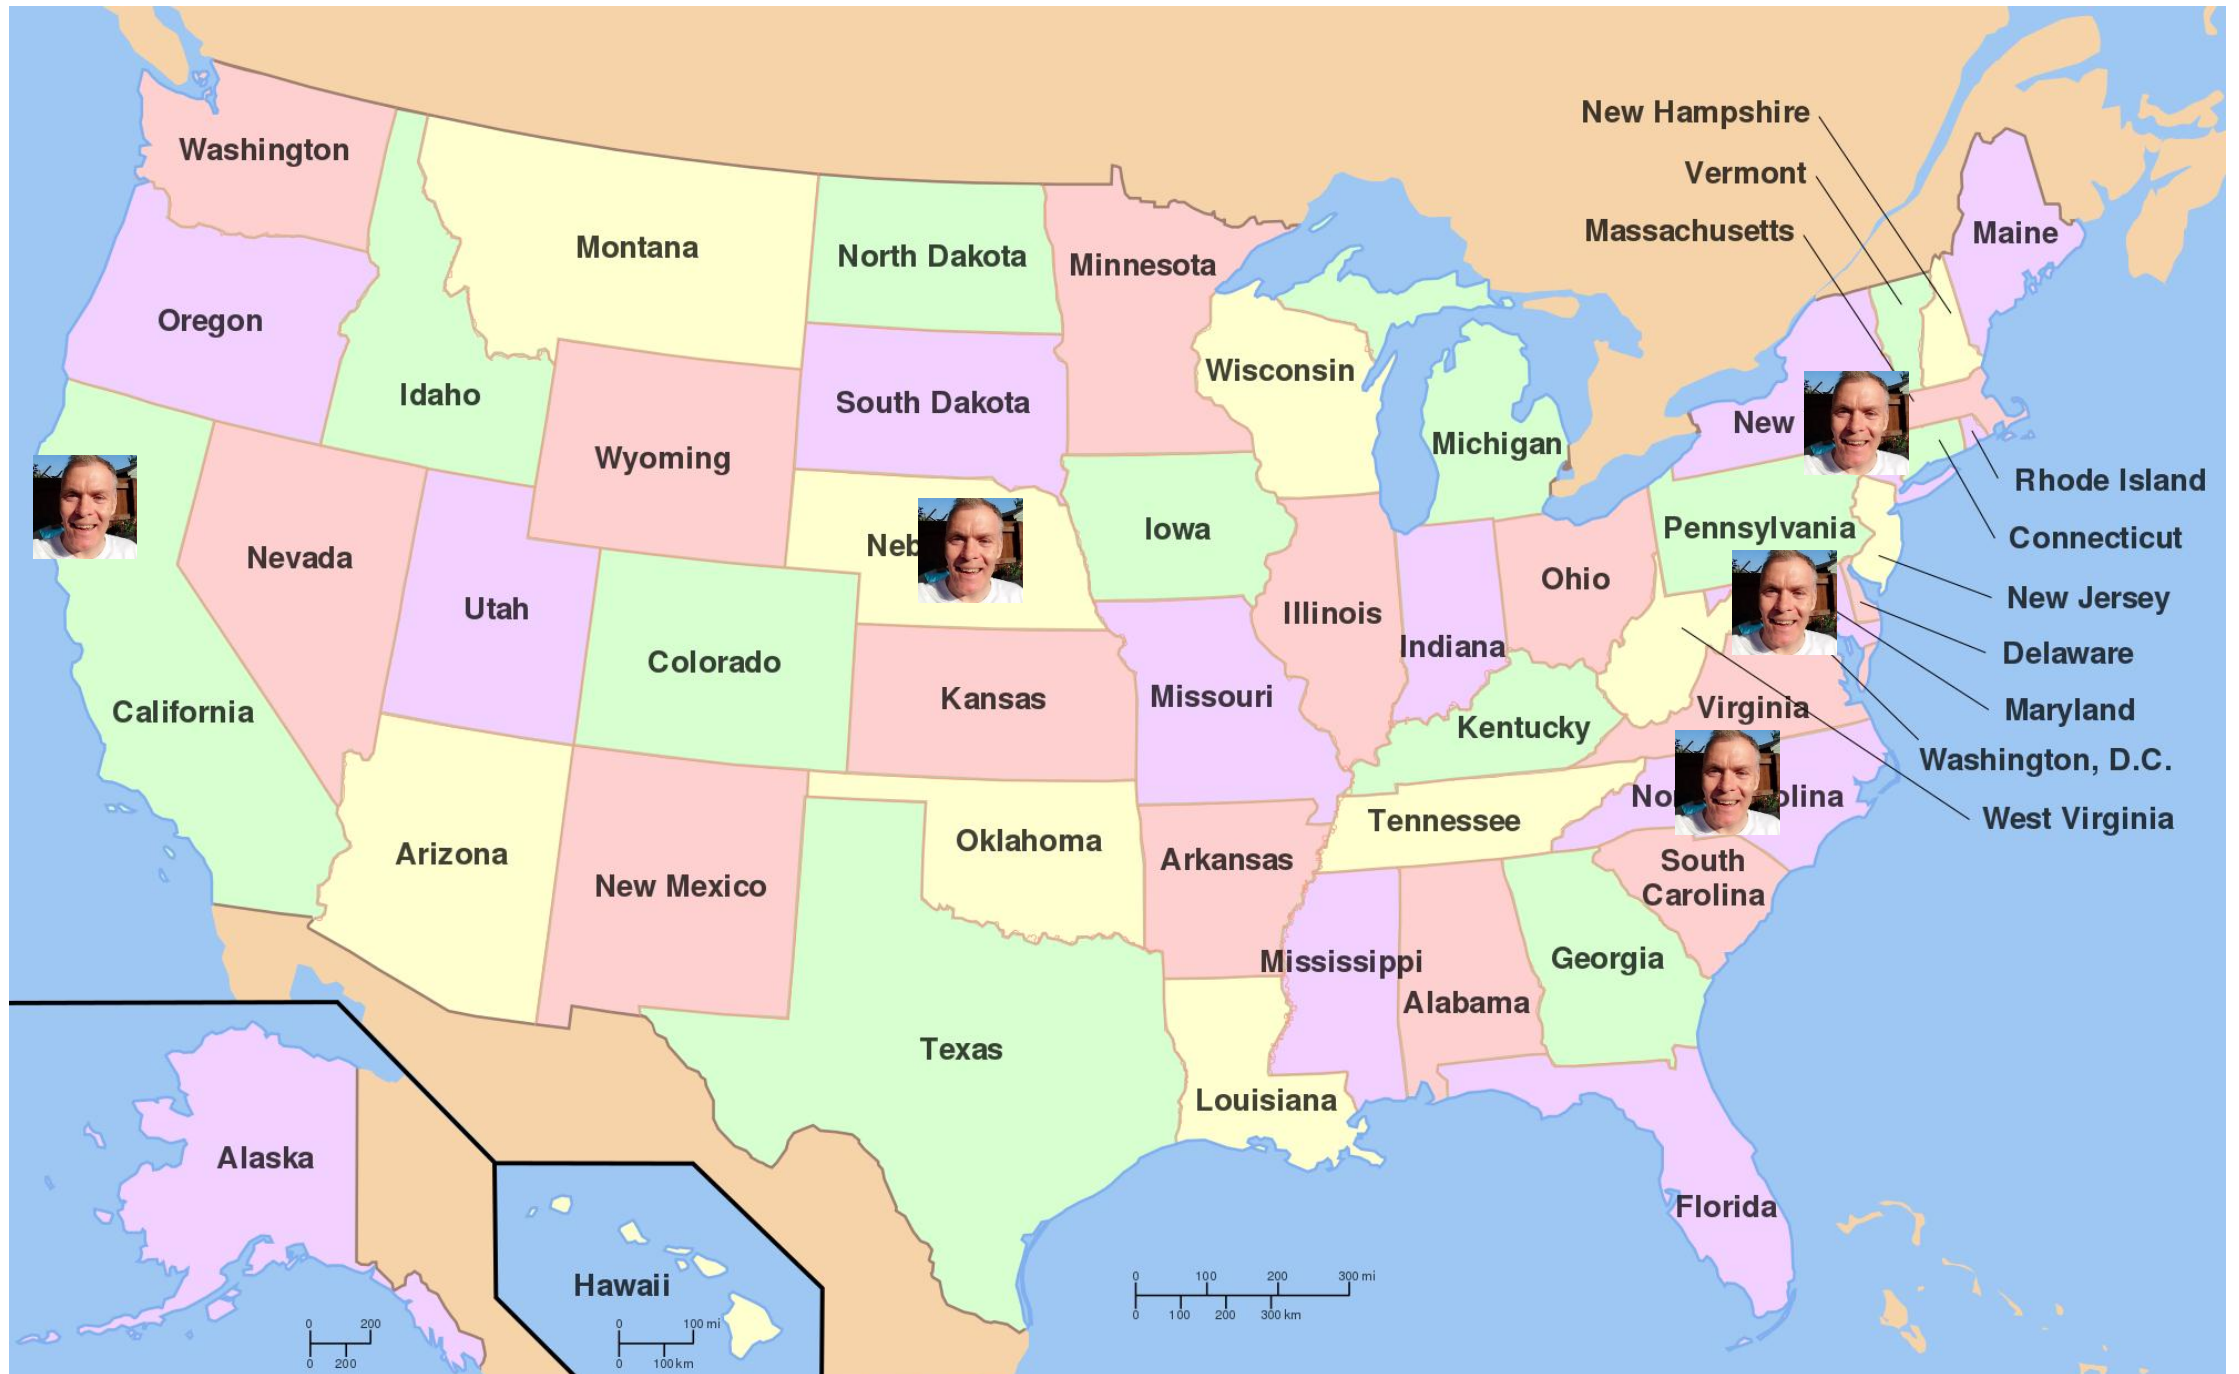 New Hampshire
Vermont
Massachusetts
Washington
Maine
Montana
North Dakota
Minnesota
Oregon
Wisconsin
Idaho
South Dakota
New
Michigan
Wyoming
Rhode Island
Iowa
Pennsylvania
Connecticut
Neb
Nevada
Ohio
New Jersey
Utah
Illinois
Indiana
Delaware
Colorado
Kansas
Missouri
Virginia
Maryland
California
Kentucky
Washington, D.C.
No olina
West Virginia
Tennessee
Oklahoma
Arizona
Arkansas
South
Carolina
New Mexico
Mississippi
Georgia
Alabama
Texas
Louisiana
Alaska
Florida
Hawaii
0 100 200 300 mi
0 100 200 300 km
0 200
0 200
0 100 mi
0 100 km